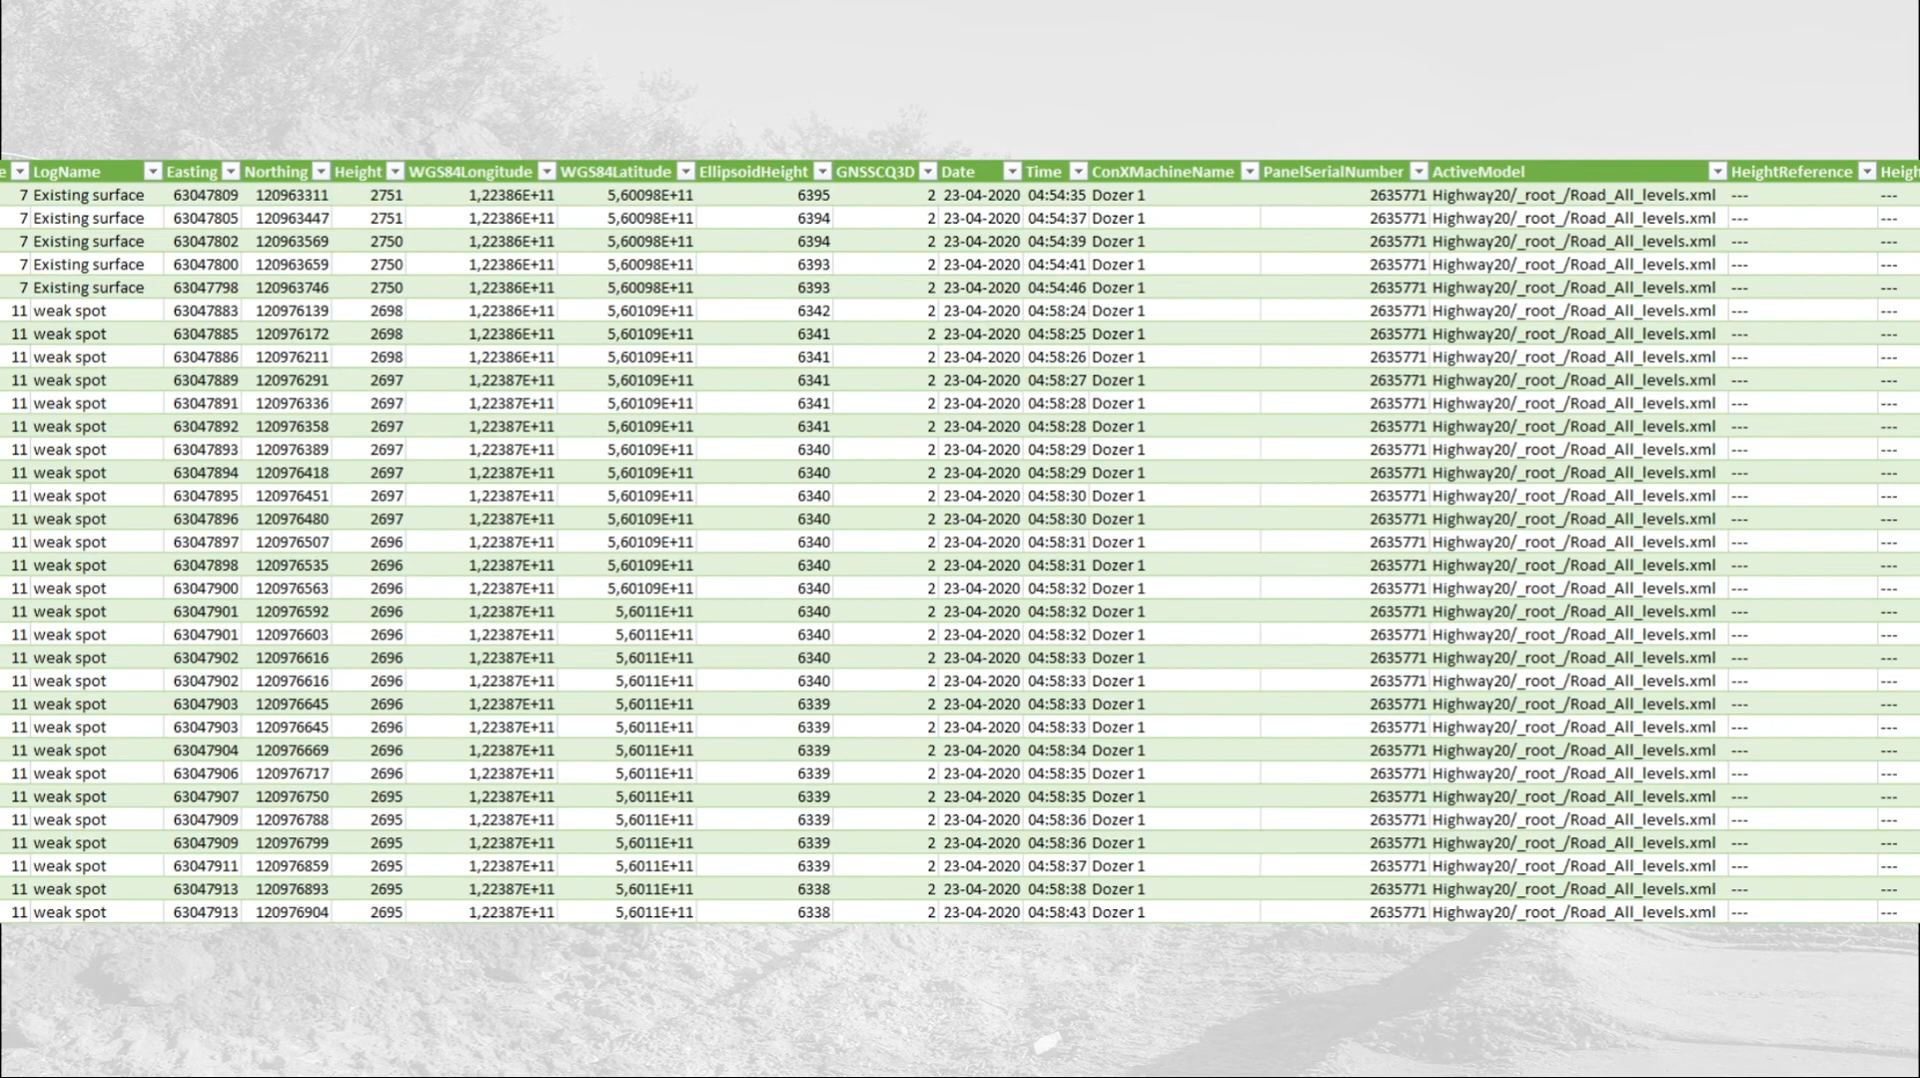 e LogName Easting Northing Height WGS84Longitude WGS84Latitude EllipsoidHeight GNSSCQ3D Date Time ConXMachineName PanelSerialNumber ActiveModel HeightReference Heigh
7 Existing surface 63047809 120963311 2751 1,22386E+11 5,60098E+11 6395 2 23-04-2020 04:54:35 Dozer 1 2635771 Highway20/_root_/Road_All_levels.xml --- ---
7 Existing surface 63047805 120963447 2751 1,22386E+11 5,60098E+11 6394 2 23-04-2020 04:54:37 Dozer 1 2635771 Highway20/_root_/Road_All_levels.xml --- ---
7 Existing surface 63047802 120963569 2750 1,22386E+11 5,60098E+11 6394 2 23-04-2020 04:54:39 Dozer 1 2635771 Highway20/_root_/Road_All_levels.xml --- ---
7 Existing surface 63047800 120963659 2750 1,22386E+11 5,60098E+11 6393 2 23-04-2020 04:54:41 Dozer 1 2635771 Highway20/_root_/Road_All_levels.xml --- ---
7 Existing surface 63047798 120963746 2750 1,22386E+11 5,60098E+11 6393 2 23-04-2020 04:54:46 Dozer 1 2635771 Highway20/_root_/Road_All_levels.xml --- ---
11 weak spot 63047883 120976139 2698 1,22386E+11 5,60109E+11 6342 2 23-04-2020 04:58:24 Dozer 1 2635771 Highway20/_root_/Road_All_levels.xml --- ---
11 weak spot 63047885 120976172 2698 1,22386E+11 5,60109E+11 6341 2 23-04-2020 04:58:25 Dozer 1 2635771 Highway20/_root_/Road_All_levels.xml --- ---
11 weak spot 63047886 120976211 2698 1,22386E+11 5,60109E+11 6341 2 23-04-2020 04:58:26 Dozer 1 2635771 Highway20/_root_/Road_All_levels.xml --- ---
11 weak spot 63047889 120976291 2697 1,22387E+11 5,60109E+11 6341 2 23-04-2020 04:58:27 Dozer 1 2635771 Highway20/_root_/Road_All_levels.xml --- ---
11 weak spot 63047891 120976336 2697 1,22387E+11 5,60109E+11 6341 2 23-04-2020 04:58:28 Dozer 1 2635771 Highway20/_root_/Road_All_levels.xml --- ---
11 weak spot 63047892 120976358 2697 1,22387E+11 5,60109E+11 6341 2 23-04-2020 04:58:28 Dozer 1 2635771 Highway20/_root_/Road_All_levels.xml --- ---
11 weak spot 63047893 120976389 2697 1,22387E+11 5,60109E+11 6340 2 23-04-2020 04:58:29 Dozer 1 2635771 Highway20/_root_/Road_All_levels.xml --- ---
11 weak spot 63047894 120976418 2697 1,22387E+11 5,60109E+11 6340 2 23-04-2020 04:58:29 Dozer 1 2635771 Highway20/_root_/Road_All_levels.xml --- ---
11 weak spot 63047895 120976451 2697 1,22387E+11 5,60109E+11 6340 2 23-04-2020 04:58:30 Dozer 1 2635771 Highway20/_root_/Road_All_levels.xml --- ---
11 weak spot 63047896 120976480 2697 1,22387E+11 5,60109E+11 6340 2 23-04-2020 04:58:30 Dozer 1 2635771 Highway20/_root_/Road_All_levels.xml --- ---
11 weak spot 63047897 120976507 2696 1,22387E+11 5,60109E+11 6340 2 23-04-2020 04:58:31 Dozer 1 2635771 Highway20/_root_/Road_All_levels.xml --- ---
11 weak spot 63047898 120976535 2696 1,22387E+11 5,60109E+11 6340 2 23-04-2020 04:58:31 Dozer 1 2635771 Highway20/_root_/Road_All_levels.xml --- ---
11 weak spot 63047900 120976563 2696 1,22387E+11 5,60109E+11 6340 2 23-04-2020 04:58:32 Dozer 1 2635771 Highway20/_root_/Road_All_levels.xml --- ---
11 weak spot 63047901 120976592 2696 1,22387E+11 5,6011E+11 6340 2 23-04-2020 04:58:32 Dozer 1 2635771 Highway20/_root_/Road_All_levels.xml --- ---
11 weak spot 63047901 120976603 2696 1,22387E+11 5,6011E+11 6340 2 23-04-2020 04:58:32 Dozer 1 2635771 Highway20/_root_/Road_All_levels.xml --- ---
11 weak spot 63047902 120976616 2696 1,22387E+11 5,6011E+11 6340 2 23-04-2020 04:58:33 Dozer 1 2635771 Highway20/_root_/Road_All_levels.xml --- ---
11 weak spot 63047902 120976616 2696 1,22387E+11 5,6011E+11 6340 2 23-04-2020 04:58:33 Dozer 1 2635771 Highway20/_root_/Road_All_levels.xml --- ---
11 weak spot 63047903 120976645 2696 1,22387E+11 5,6011E+11 6339 2 23-04-2020 04:58:33 Dozer 1 2635771 Highway20/_root_/Road_All_levels.xml --- ---
11 weak spot 63047903 120976645 2696 1,22387E+11 5,6011E+11 6339 2 23-04-2020 04:58:33 Dozer 1 2635771 Highway20/_root_/Road_All_levels.xml --- ---
11 weak spot 63047904 120976669 2696 1,22387E+11 5,6011E+11 6339 2 23-04-2020 04:58:34 Dozer 1 2635771 Highway20/_root_/Road_All_levels.xml --- ---
11 weak spot 63047906 120976717 2696 1,22387E+11 5,6011E+11 6339 2 23-04-2020 04:58:35 Dozer 1 2635771 Highway20/_root_/Road_All_levels.xml --- ---
11 weak spot 63047907 120976750 2695 1,22387E+11 5,6011E+11 6339 2 23-04-2020 04:58:35 Dozer 1 2635771 Highway20/_root_/Road_All_levels.xml --- ---
11 weak spot 63047909 120976788 2695 1,22387E+11 5,6011E+11 6339 2 23-04-2020 04:58:36 Dozer 1 2635771 Highway20/_root_/Road_All_levels.xml --- ---
11 weak spot 63047909 120976799 2695 1,22387E+11 5,6011E+11 6339 2 23-04-2020 04:58:36 Dozer 1 2635771 Highway20/_root_/Road_All_levels.xml --- ---
11 weak spot 63047911 120976859 2695 1,22387E+11 5,6011E+11 6339 2 23-04-2020 04:58:37 Dozer 1 2635771 Highway20/_root_/Road_All_levels.xml --- ---
11 weak spot 63047913 120976893 2695 1,22387E+11 5,6011E+11 6338 2 23-04-2020 04:58:38 Dozer 1 2635771 Highway20/_root_/Road_All_levels.xml --- ---
11 weak spot 63047913 120976904 2695 1,22387E+11 5,6011E+11 6338 2 23-04-2020 04:58:43 Dozer 1 2635771 Highway20/_root_/Road_All_levels.xml --- ---